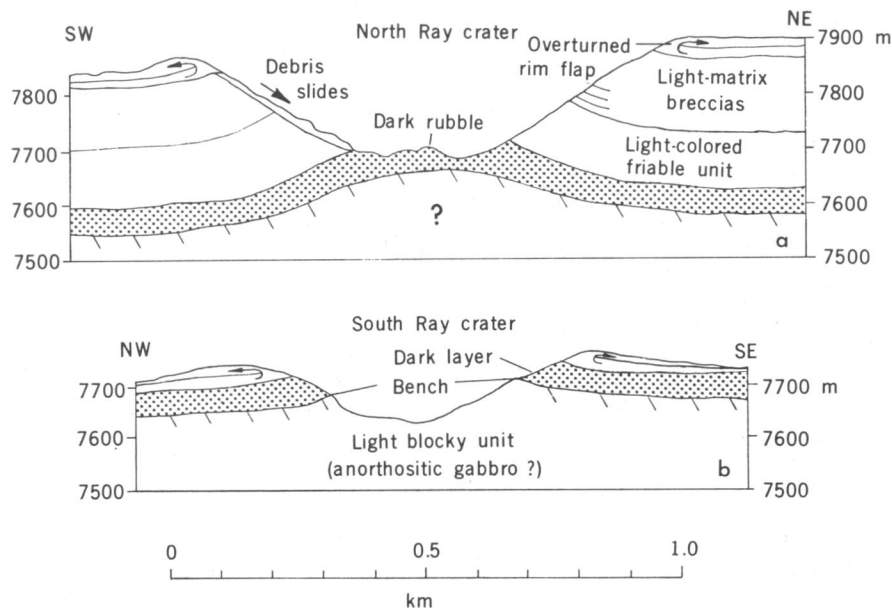 SW
North Ray crater
NE
7900 m
Overturned
rim flap
Debris
slides
Light-matrix
breccias
7800
7800
Dark rubble
Light-colored
friable unit
7700
7700
7600
7600
?
a
7500
7500
South Ray crater
NW
SE
Dark layer
Bench
7700
7700 m
7600
7600
Light blocky unit
(anorthositic gabbro ?)
b
7500
7500
0
0.5
1.0
km